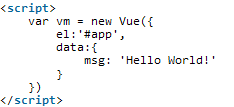 <script>
    var vm = new Vue({
        el:'#app',
        data:{
            msg: 'Hello World!'
        }
    })
</script>